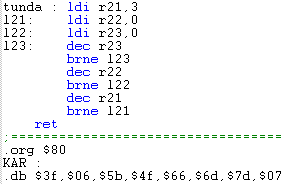 tunda : ldi r21,3
l21: ldi r22,0
l22: ldi r23,0
l23: dec r23
brne l23
dec r22
brne l22
dec r21
brne l21
ret
;================================
.org $80
KAR :
.db $3f,$06,$5b,$4f,$66,$6d,$7d,$07